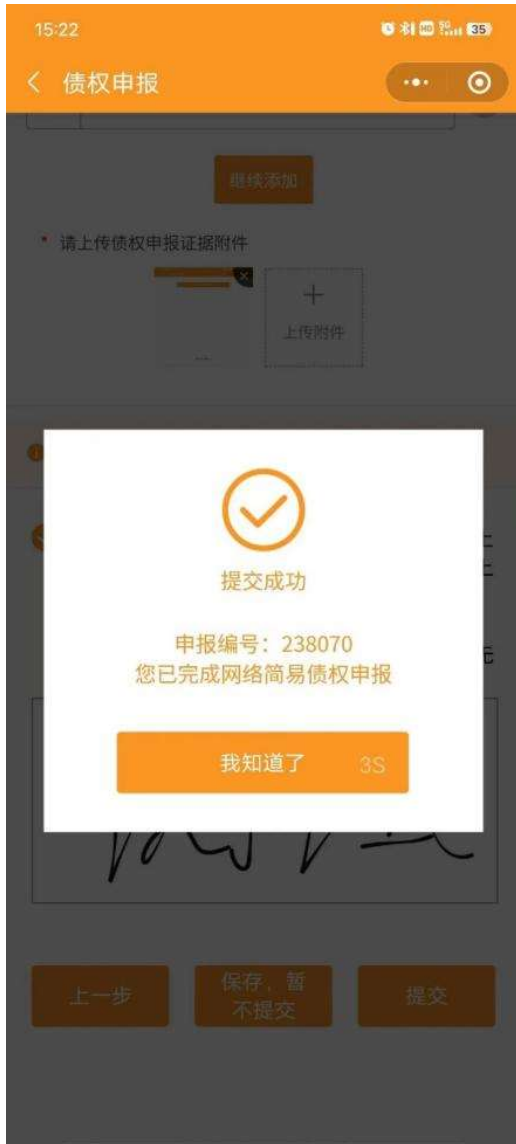 15:22
HD 5G 35
债权申报
继续添加
* 请上传债权申报证据附件
上传附件
提交成功
申报编号：238070
您已完成网络简易债权申报
我知道了 3S
上一步
保存，暂
不提交
提交